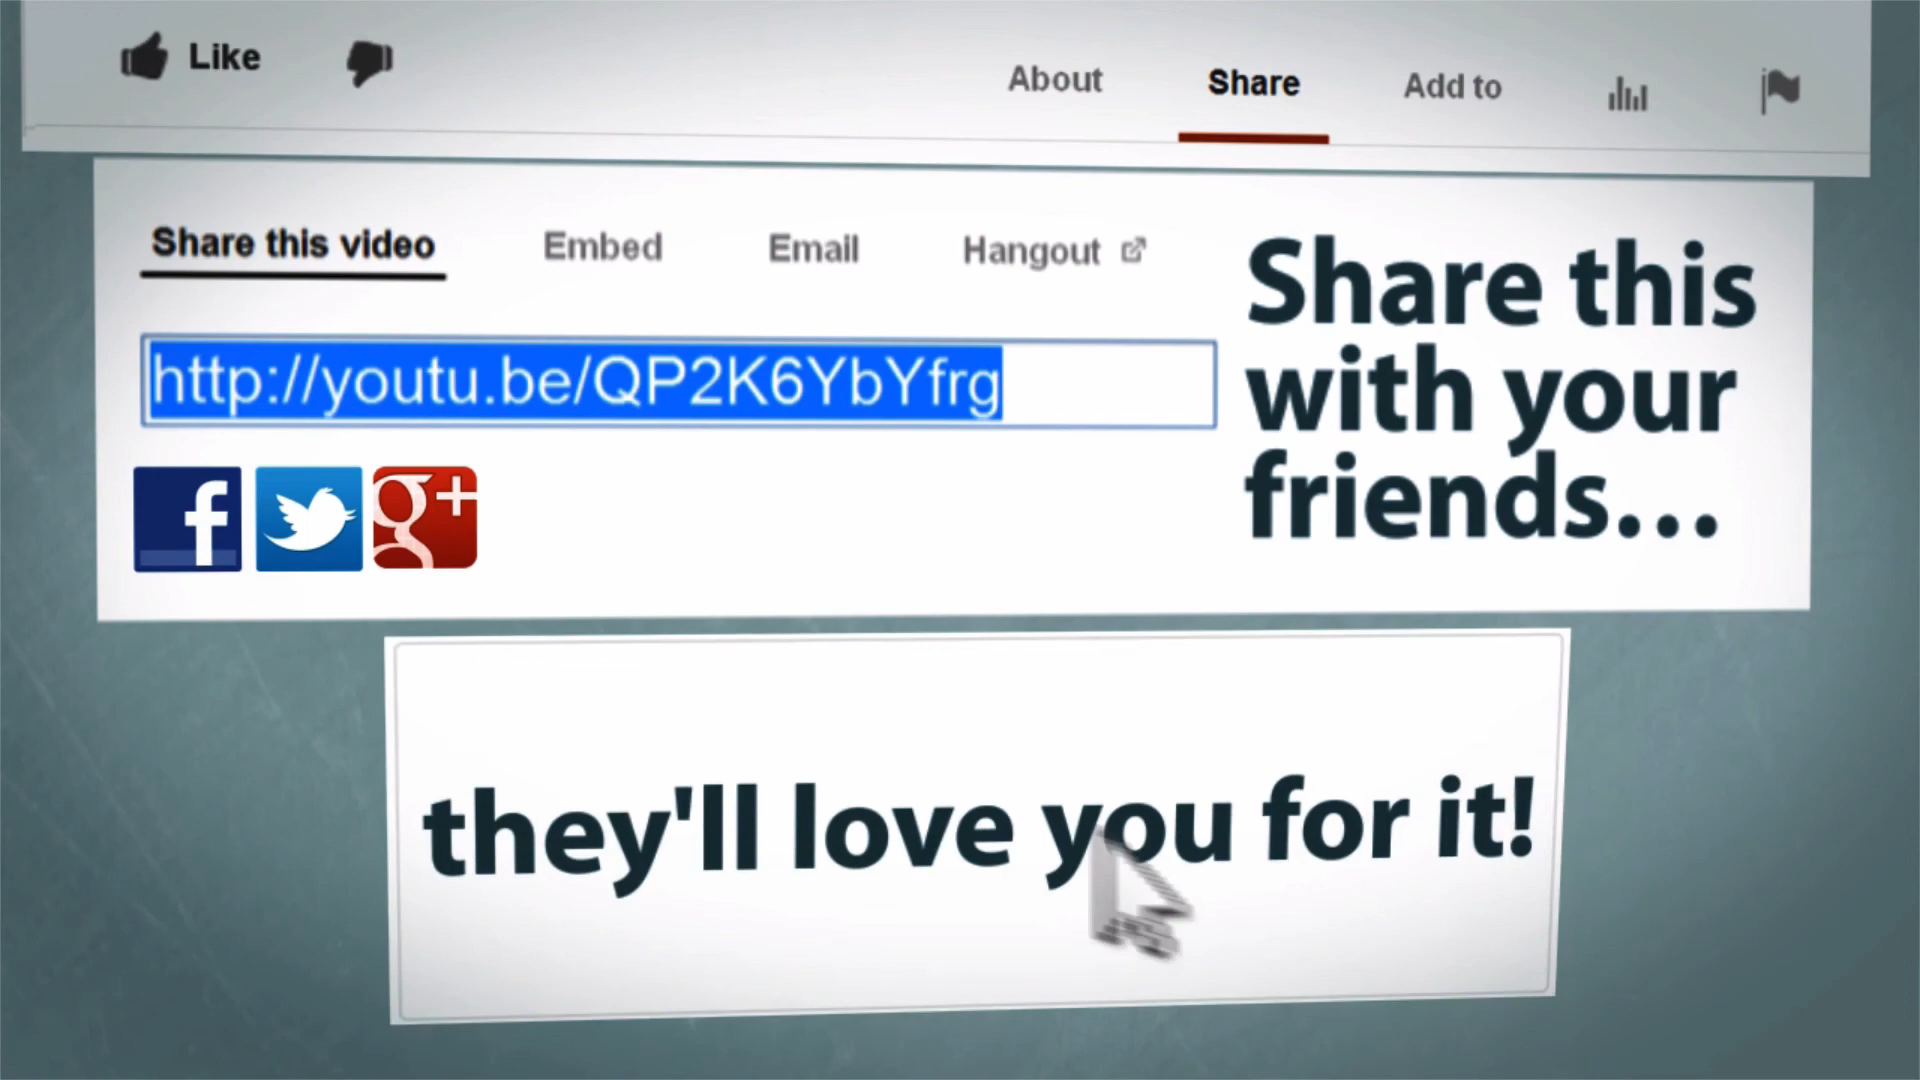 Like
About Share Add to
Share this video Embed Email Hangout
http://youtu.be/QP2K6YbYfrg
f g+
Share this
with your
friends...
they'll love you for it!